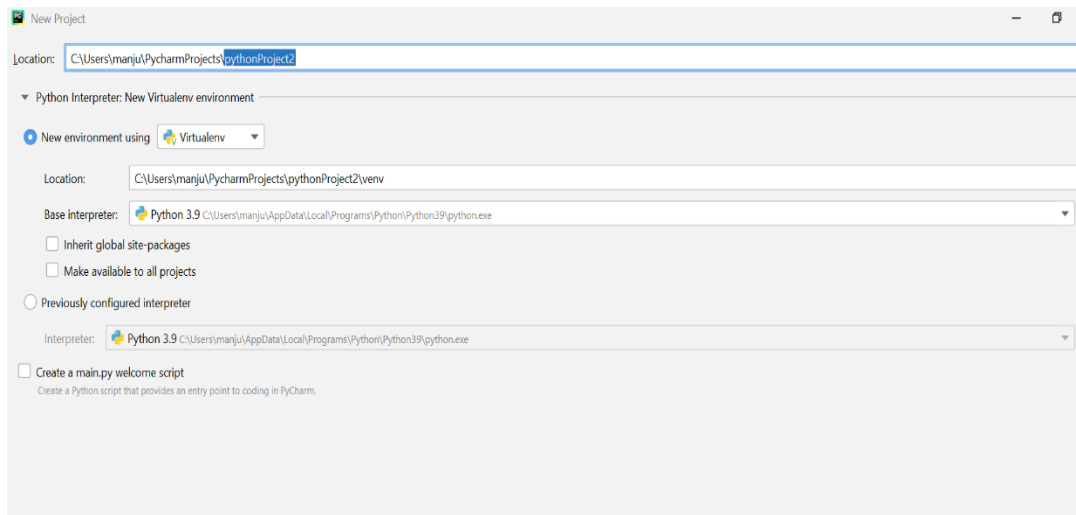 New Project
Location: C:\Users\manju\PycharmProjects\pythonProject2
Python Interpreter: New Virtualenv environment
New environment using Virtualenv
Location: C:\Users\manju\PycharmProjects\pythonProject2\venv
Base interpreter: Python 3.9 C:\Users\manju\AppData\Local\Programs\Python\Python39\python.exe
Inherit global site-packages
Make available to all projects
Previously configured interpreter
Interpreter: Python 3.9 C:\Users\manju\AppData\Local\Programs\Python\Python39\python.exe
Create a main.py welcome script
Create a Python script that provides an entry point to coding in PyCharm.